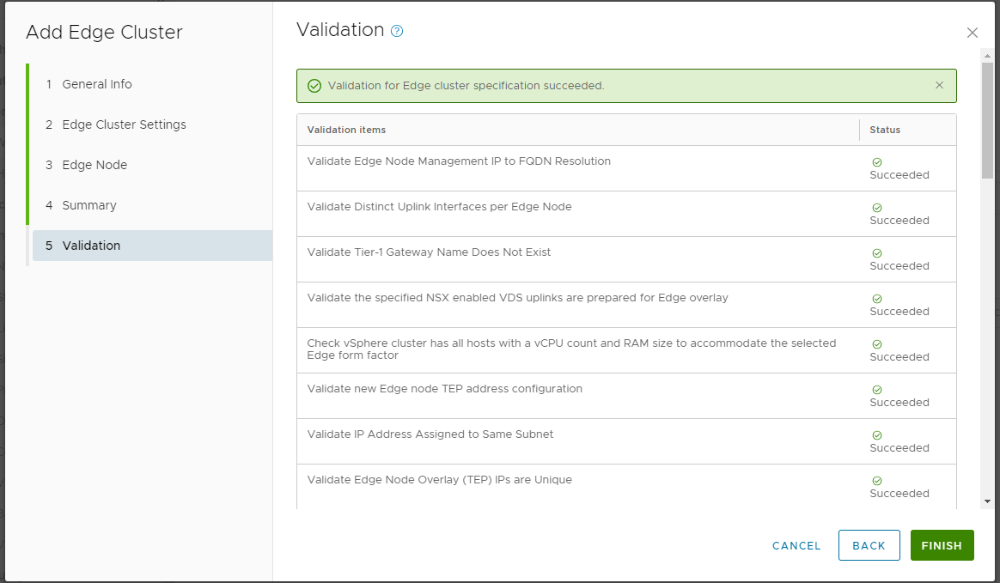 Add Edge Cluster
1 General Info
2 Edge Cluster Settings
3 Edge Node
4 Summary
5 Validation
Validation
Validation for Edge cluster specification succeeded.
Validation items Status
Validate Edge Node Management IP to FQDN Resolution
Succeeded
Validate Distinct Uplink Interfaces per Edge Node
Succeeded
Validate Tier-1 Gateway Name Does Not Exist
Succeeded
Validate the specified NSX enabled VDS uplinks are prepared for Edge overlay
Succeeded
Check vSphere cluster has all hosts with a vCPU count and RAM size to accommodate the selected
Edge form factor
Succeeded
Validate new Edge node TEP address configuration
Succeeded
Validate IP Address Assigned to Same Subnet
Succeeded
Validate Edge Node Overlay (TEP) IPs are Unique
Succeeded
CANCEL BACK FINISH